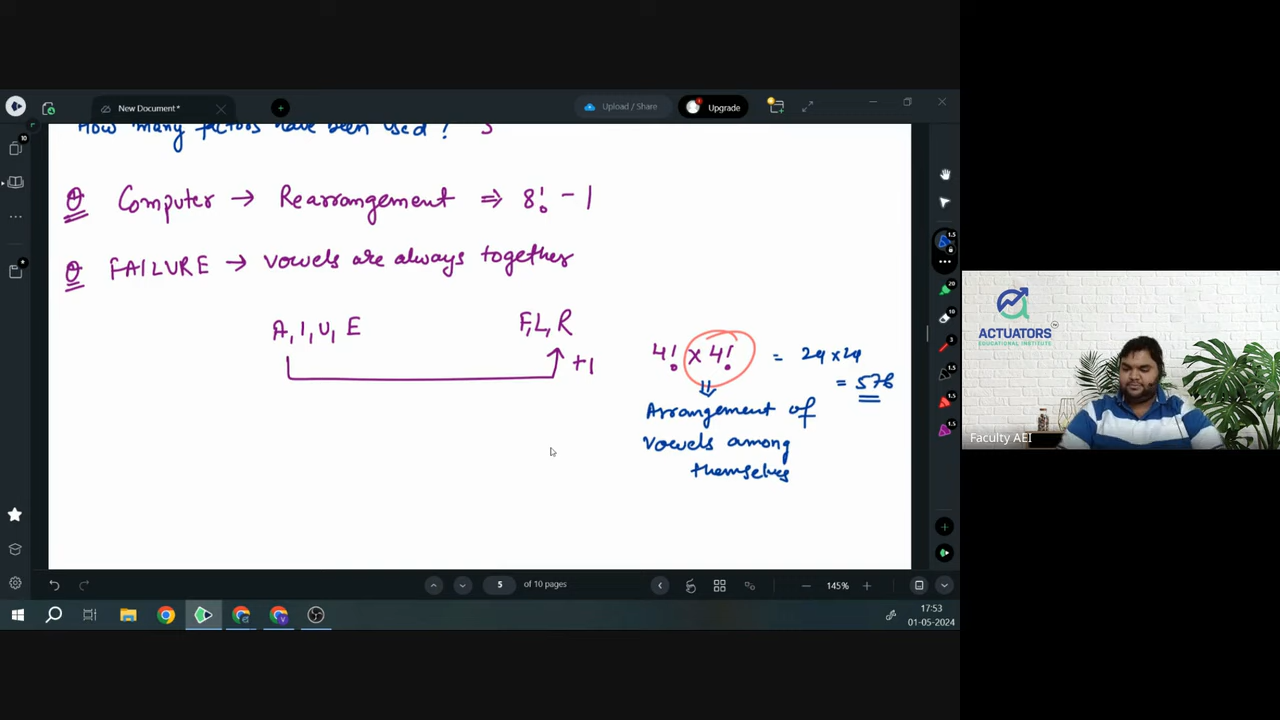 New Document*
Upload / Share
Upgrade
How many factors have been used? 5
Q Computer → Rearrangement ⇒ 8! - 1
Q FAILURE → vowels are always together
A, I, U, E
F, L, R
+1
4! × 4! = 24 × 24
= 576
Arrangement of
vowels among
themselves
ACTUATORS
EDUCATIONAL INSTITUTE
Faculty AEI
5 of 10 pages
145%
17:53
01-05-2024